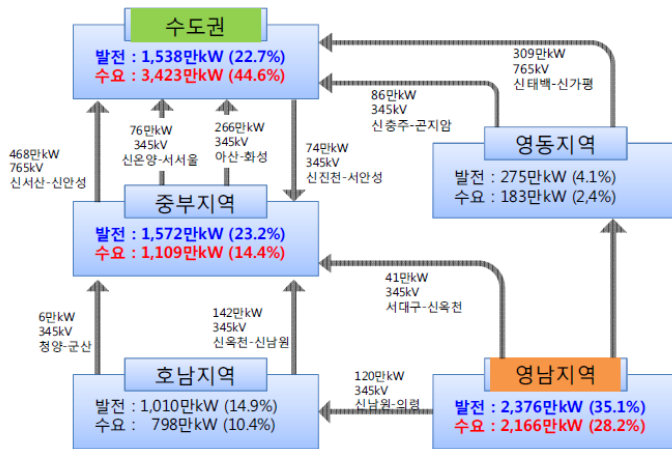 수도권
발전 : 1,538만kW (22.7%)
수요 : 3,423만kW (44.6%)
309만kW
765kV
신태백-신가평
86만kW
345kV
신충주-곤지암
76만kW
345kV
신온양-서서울
266만kW
345kV
아산-화성
74만kW
345kV
신진천-서안성
468만kW
765kV
신서산-신안성
영동지역
발전 : 275만kW (4.1%)
수요 : 183만kW (2,4%)
중부지역
발전 : 1,572만kW (23.2%)
수요 : 1,109만kW (14.4%)
41만kW
345kV
서대구-신옥천
6만kW
345kV
청양-군산
142만kW
345kV
신옥천-신남원
호남지역
발전 : 1,010만kW (14.9%)
수요 : 798만kW (10.4%)
120만kW
345kV
신남원-의령
영남지역
발전 : 2,376만kW (35.1%)
수요 : 2,166만kW (28.2%)